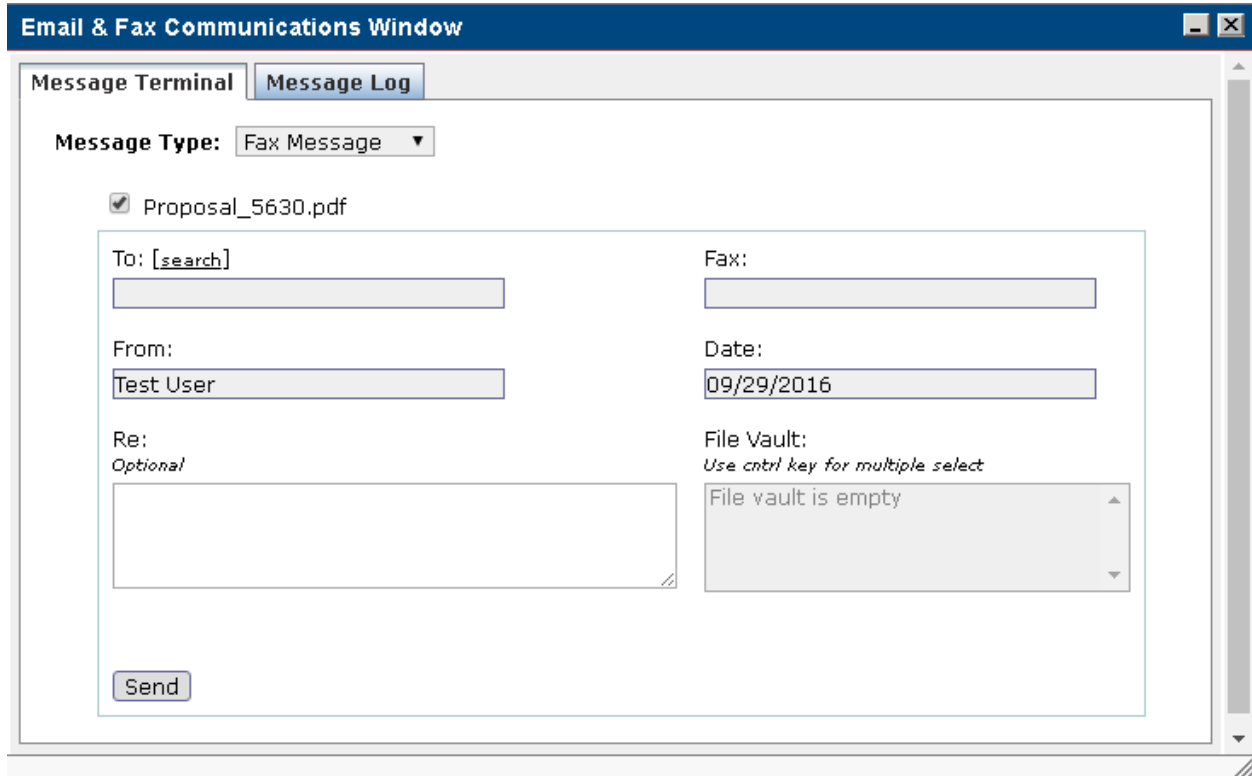 Email & Fax Communications Window
Message Terminal Message Log
Message Type: Fax Message
Proposal_5630.pdf
To: [search] Fax:
From: Date:
Test User 09/29/2016
Re: File Vault:
Optional Use cntrl key for multiple select
File vault is empty
Send